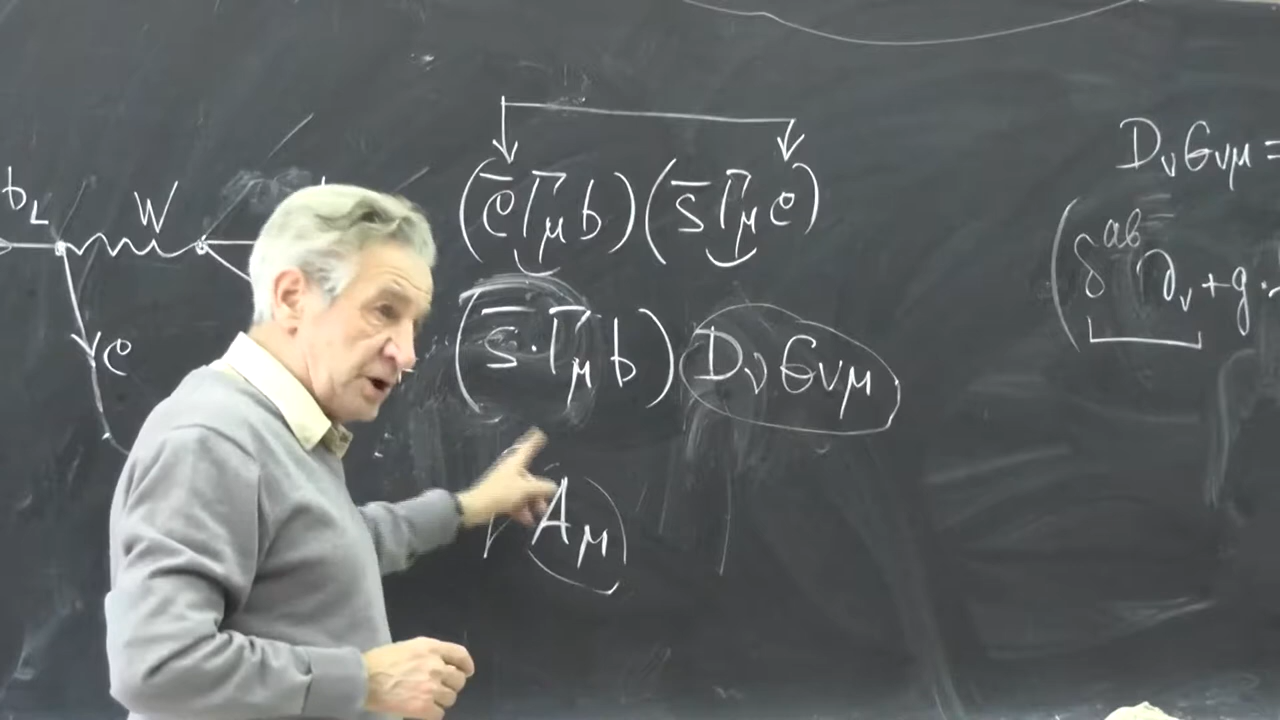 b_L W
c
(c̄ Γ_μ b)(s̄ Γ_μ c)
(s̄ · Γ_μ b) D_ν G_νμ
A_μ
D_ν G_νμ =
(δ^ab ∂_ν + g ·